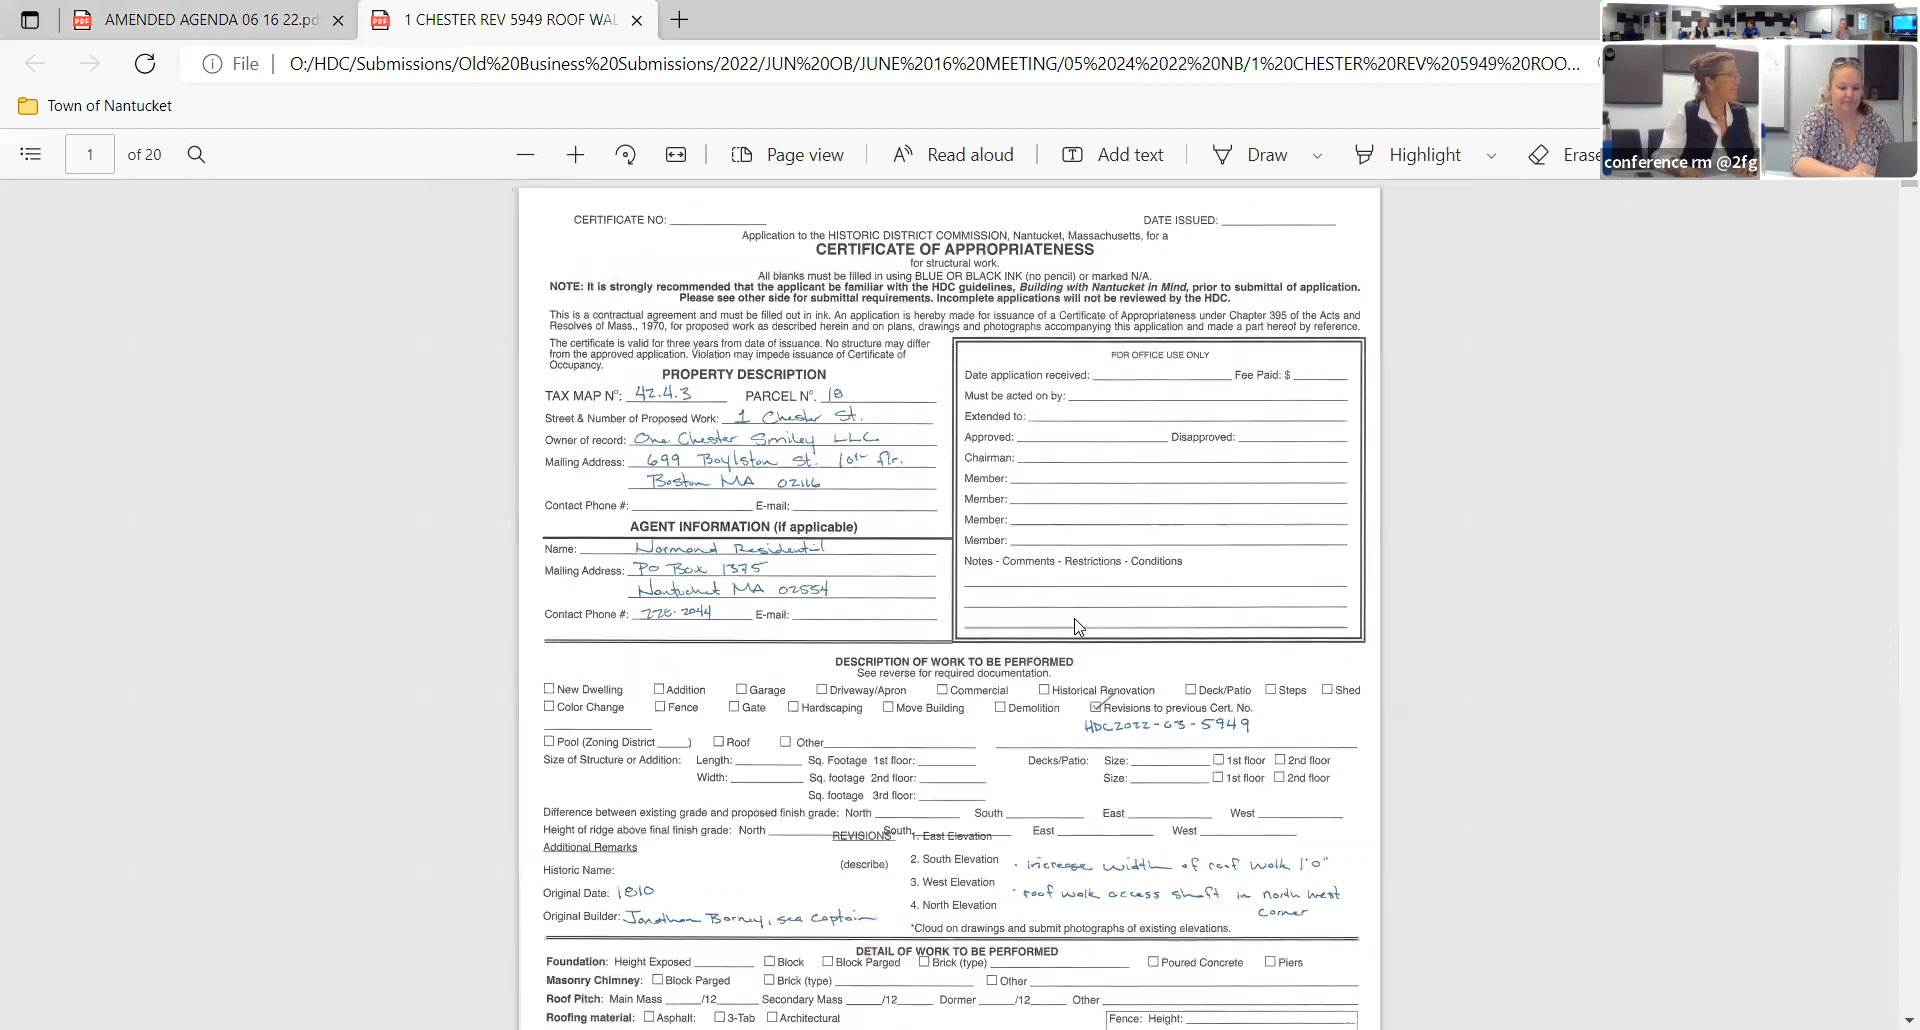 AMENDED AGENDA 06 16 22.pd
1 CHESTER REV 5949 ROOF WAL
File
O:/HDC/Submissions/Old%20Business%20Submissions/2022/JUN%20OB/JUNE%2016%20MEETING/05%2024%2022%20NB/1%20CHESTER%20REV%205949%20ROO...
Town of Nantucket
1 of 20
Page view
Read aloud
Add text
Draw
Highlight
Erase
conference rm @2fg
CERTIFICATE NO:
DATE ISSUED:
Application to the HISTORIC DISTRICT COMMISSION, Nantucket, Massachusetts, for a
CERTIFICATE OF APPROPRIATENESS
for structural work.
All blanks must be filled in using BLUE OR BLACK INK (no pencil) or marked N/A.
NOTE: It is strongly recommended that the applicant be familiar with the HDC guidelines, Building with Nantucket in Mind, prior to submittal of application.
Please see other side for submittal requirements. Incomplete applications will not be reviewed by the HDC.
This is a contractual agreement and must be filled out in ink. An application is hereby made for issuance of a Certificate of Appropriateness under Chapter 395 of the Acts and
Resolves of Mass., 1970, for proposed work as described herein and on plans, drawings and photographs accompanying this application and made a part hereof by reference.
The certificate is valid for three years from date of issuance. No structure may differ
from the approved application. Violation may impede issuance of Certificate of
Occupancy.
PROPERTY DESCRIPTION
TAX MAP Nº: 42.4.3 PARCEL Nº. 18
Street & Number of Proposed Work: 1 Chester St.
Owner of record: One Chester Smiley LLC
Mailing Address: 699 Boylston St. 10th flr.
Boston MA 02116
Contact Phone #: E-mail:
AGENT INFORMATION (if applicable)
Name: Normand Residential
Mailing Address: PO Box 1375
Nantucket MA 02554
Contact Phone #: 228-2044 E-mail:
FOR OFFICE USE ONLY
Date application received: Fee Paid: $
Must be acted on by:
Extended to:
Approved: Disapproved:
Chairman:
Member:
Member:
Member:
Member:
Notes - Comments - Restrictions - Conditions
DESCRIPTION OF WORK TO BE PERFORMED
See reverse for required documentation.
New Dwelling Addition Garage Driveway/Apron Commercial Historical Renovation Deck/Patio Steps Shed
Color Change Fence Gate Hardscaping Move Building Demolition Revisions to previous Cert. No.
HDC2022-03-5949
Pool (Zoning District ) Roof Other
Size of Structure or Addition: Length: Sq. Footage 1st floor: Decks/Patio: Size: 1st floor 2nd floor
Width: Sq. footage 2nd floor: Size: 1st floor 2nd floor
Sq. footage 3rd floor:
Difference between existing grade and proposed finish grade: North South East West
Height of ridge above final finish grade: North South East West
Additional Remarks
REVISIONS* 1. East Elevation
(describe) 2. South Elevation · increase width of roof walk 1'0"
Historic Name:
3. West Elevation · roof walk access shaft in north west
Original Date: 1810
4. North Elevation corner
Original Builder: Jonathan Barney, sea captain
*Cloud on drawings and submit photographs of existing elevations.
DETAIL OF WORK TO BE PERFORMED
Foundation: Height Exposed Block Block Parged Brick (type) Poured Concrete Piers
Masonry Chimney: Block Parged Brick (type) Other
Roof Pitch: Main Mass /12 Secondary Mass /12 Dormer /12 Other
Roofing material: Asphalt: 3-Tab Architectural
Fence: Height: